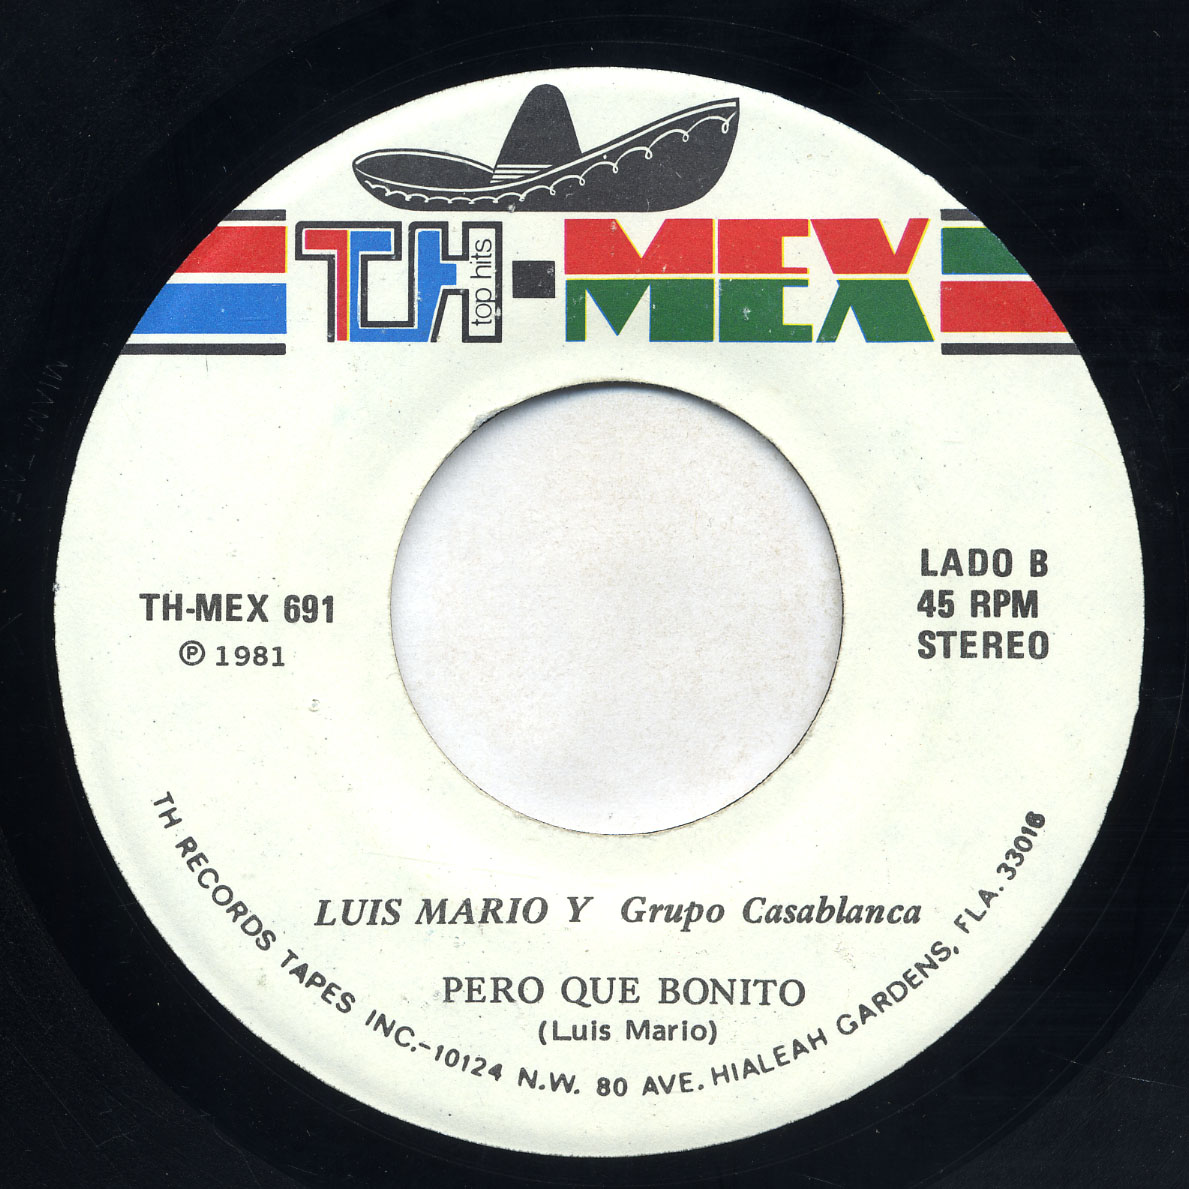 TH-MEX
top hits
TH-MEX 691
℗ 1981
LADO B
45 RPM
STEREO
LUIS MARIO Y Grupo Casablanca
PERO QUE BONITO
(Luis Mario)
TH RECORDS TAPES INC.-10124 N.W. 80 AVE. HIALEAH GARDENS, FLA. 33016